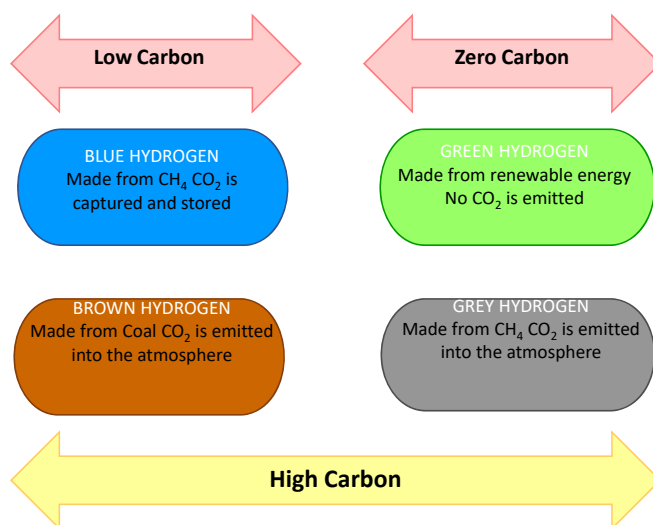 Low Carbon
Zero Carbon
BLUE HYDROGEN
Made from CH₄ CO₂ is
captured and stored
GREEN HYDROGEN
Made from renewable energy
No CO₂ is emitted
BROWN HYDROGEN
Made from Coal CO₂ is emitted
into the atmosphere
GREY HYDROGEN
Made from CH₄ CO₂ is emitted
into the atmosphere
High Carbon